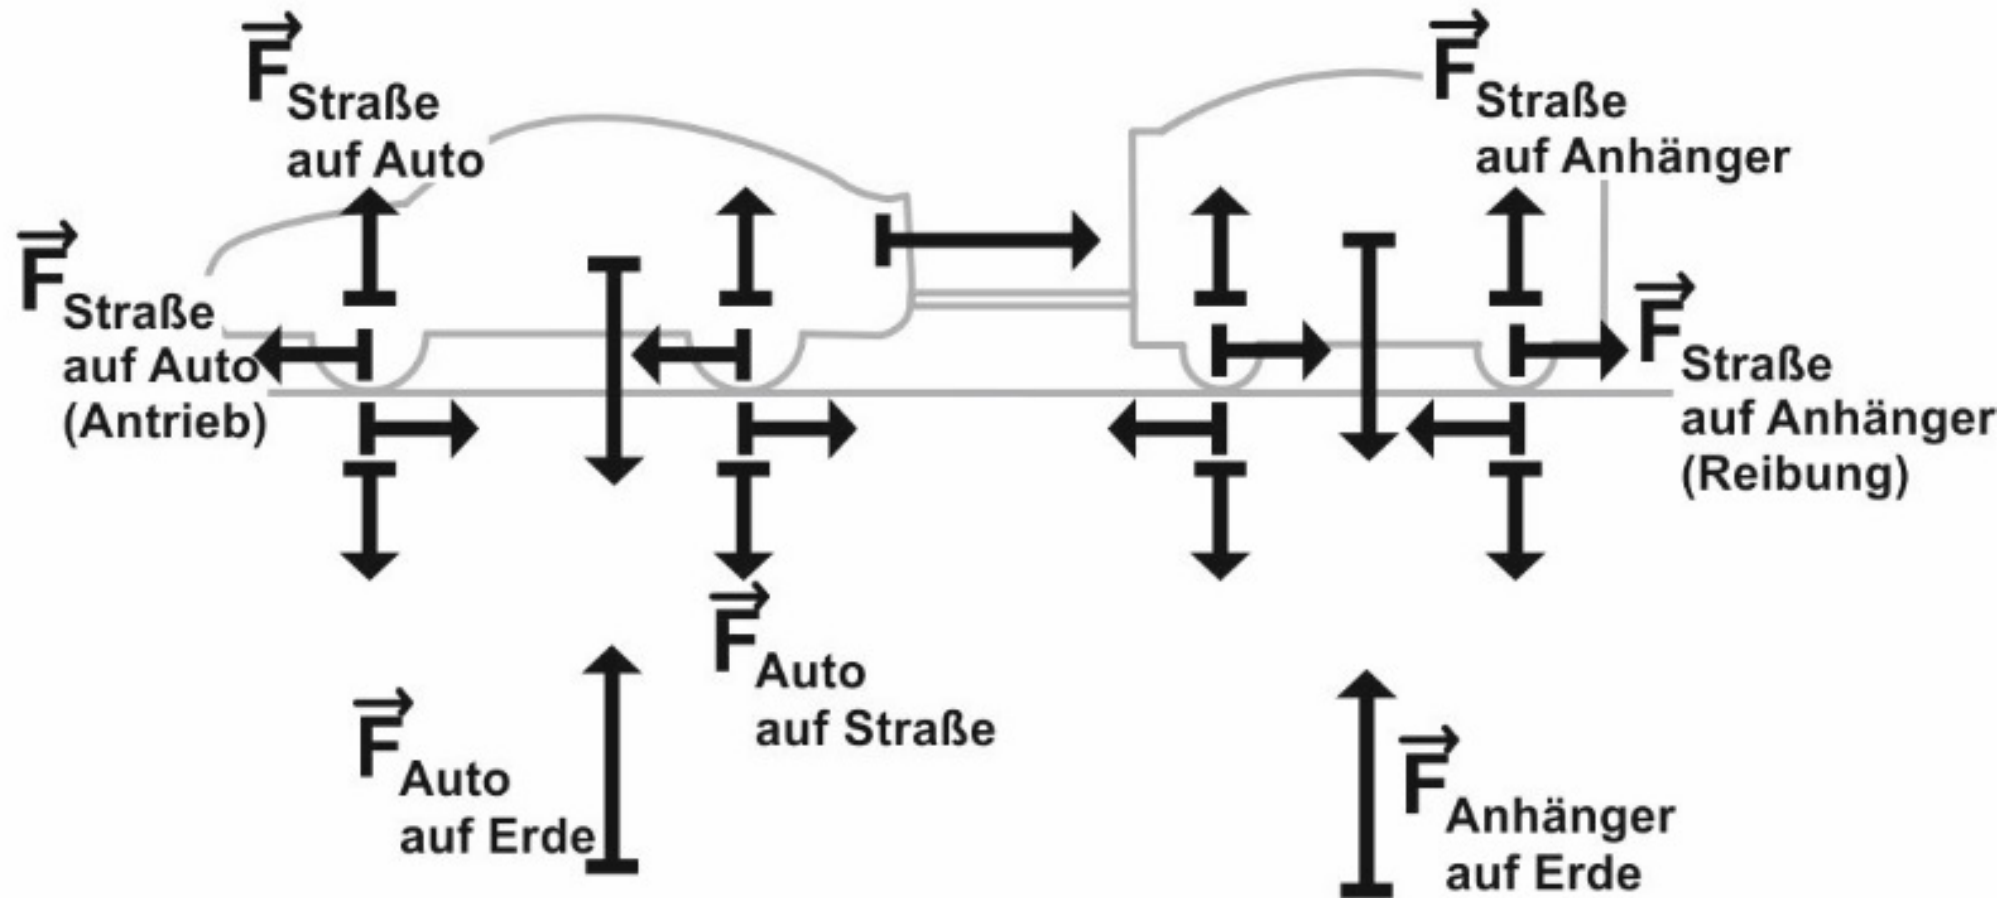 F
Straße
auf Auto
F
Straße
auf Anhänger
F
Straße
auf Auto
(Antrieb)
F
Straße
auf Anhänger
(Reibung)
F
Auto
auf Straße
F
Auto
auf Erde
F
Anhänger
auf Erde